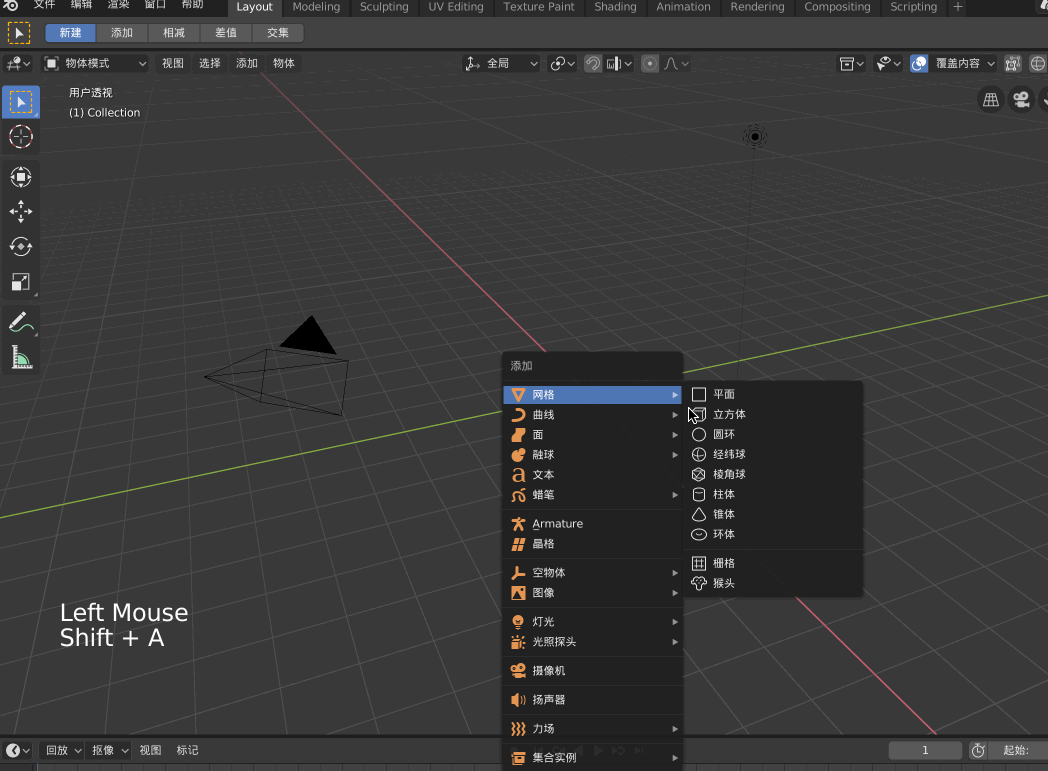 文件 编辑 渲染 窗口 帮助 Layout Modeling Sculpting UV Editing Texture Paint Shading Animation Rendering Compositing Scripting +
新建 添加 相减 差值 交集
物体模式 视图 选择 添加 物体 全局 覆盖内容
用户透视
(1) Collection
添加
网格
曲线
面
融球
文本
蜡笔
Armature
晶格
空物体
图像
灯光
光照探头
摄像机
扬声器
力场
集合实例
平面
立方体
圆环
经纬球
棱角球
柱体
锥体
环体
栅格
猴头
Left Mouse
Shift + A
回放 抠像 视图 标记 1 起始: